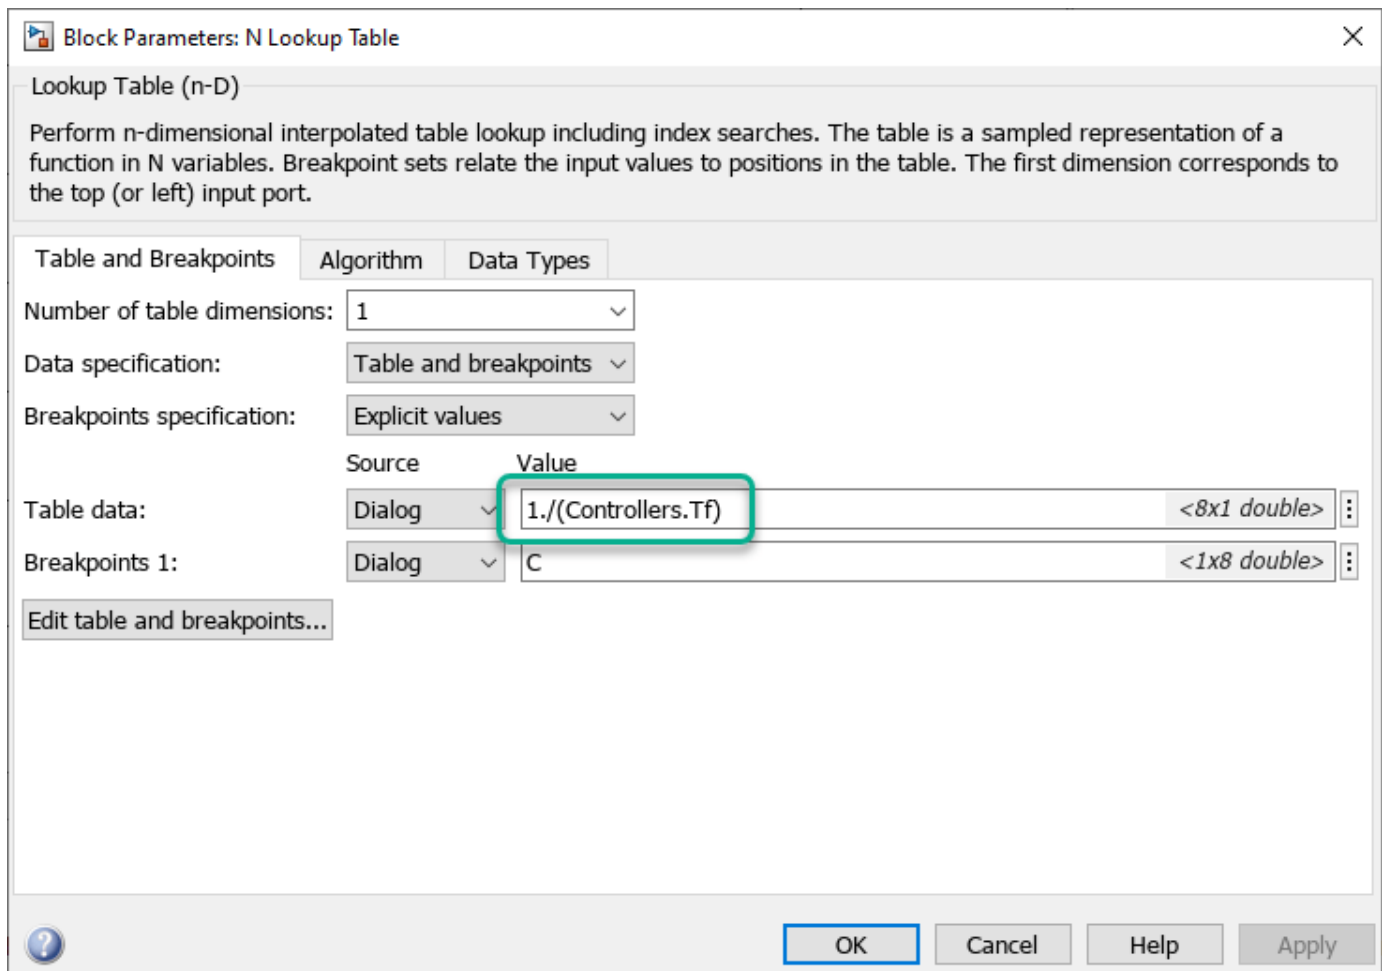 Block Parameters: N Lookup Table
Lookup Table (n-D)
Perform n-dimensional interpolated table lookup including index searches. The table is a sampled representation of a
function in N variables. Breakpoint sets relate the input values to positions in the table. The first dimension corresponds to
the top (or left) input port.
Table and Breakpoints Algorithm Data Types
Number of table dimensions: 1
Data specification: Table and breakpoints
Breakpoints specification: Explicit values
Source Value
Table data: Dialog 1./(Controllers.Tf) <8x1 double>
Breakpoints 1: Dialog C <1x8 double>
Edit table and breakpoints...
OK Cancel Help Apply